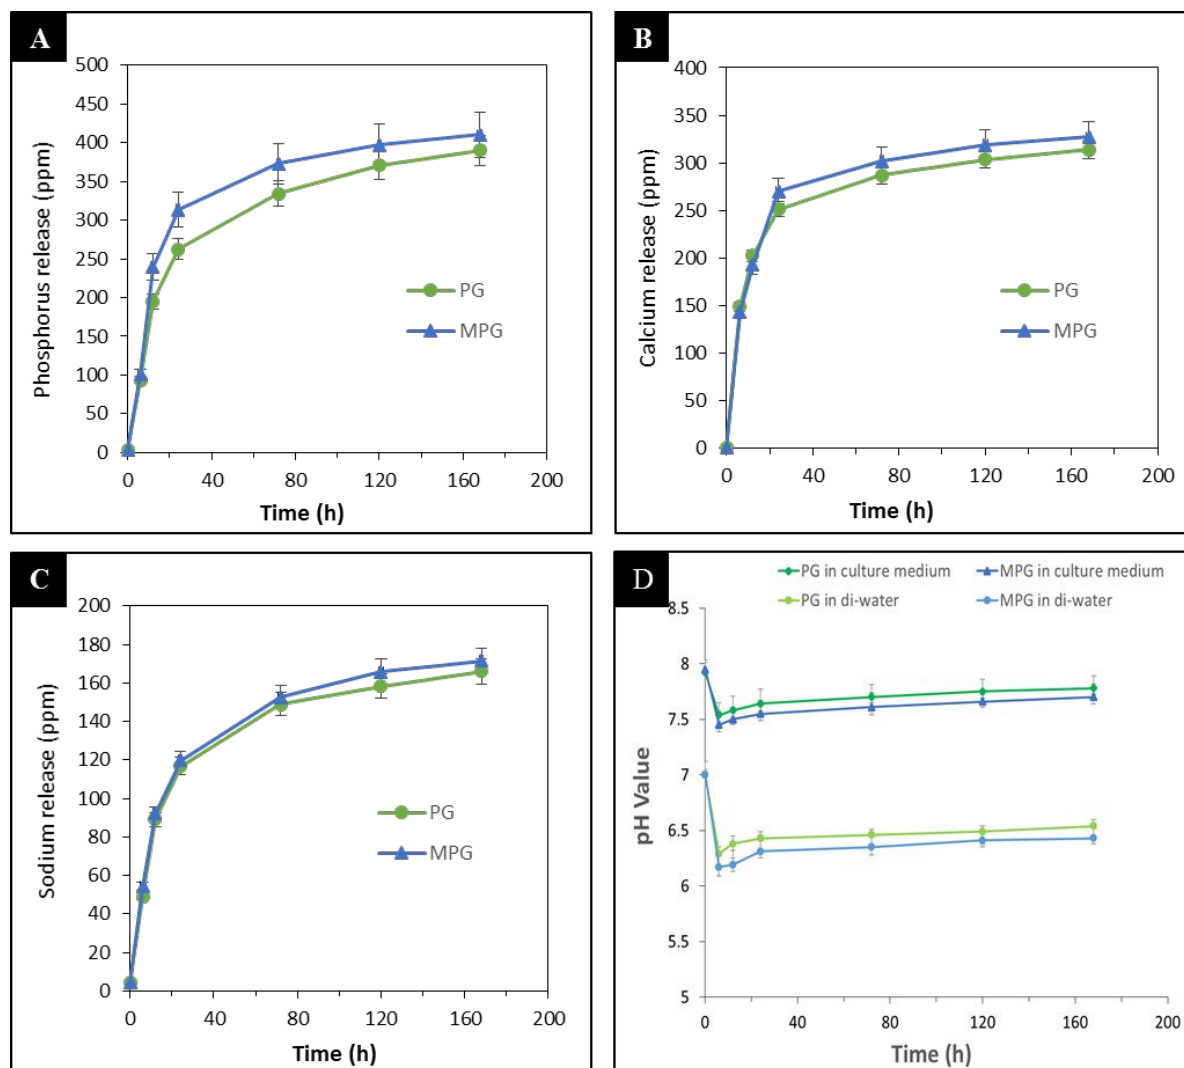 A
Phosphorus release (ppm)
500
450
400
350
300
250
200
150
100
50
0
PG
MPG
0
40
80
120
160
200
Time (h)
B
Calcium release (ppm)
400
350
300
250
200
150
100
50
0
PG
MPG
0
40
80
120
160
200
Time (h)
C
Sodium release (ppm)
200
180
160
140
120
100
80
60
40
20
0
PG
MPG
0
40
80
120
160
200
Time (h)
D
PG in culture medium
MPG in culture medium
PG in di-water
MPG in di-water
pH Value
8.5
8
7.5
7
6.5
6
5.5
5
0
40
80
120
160
200
Time (h)